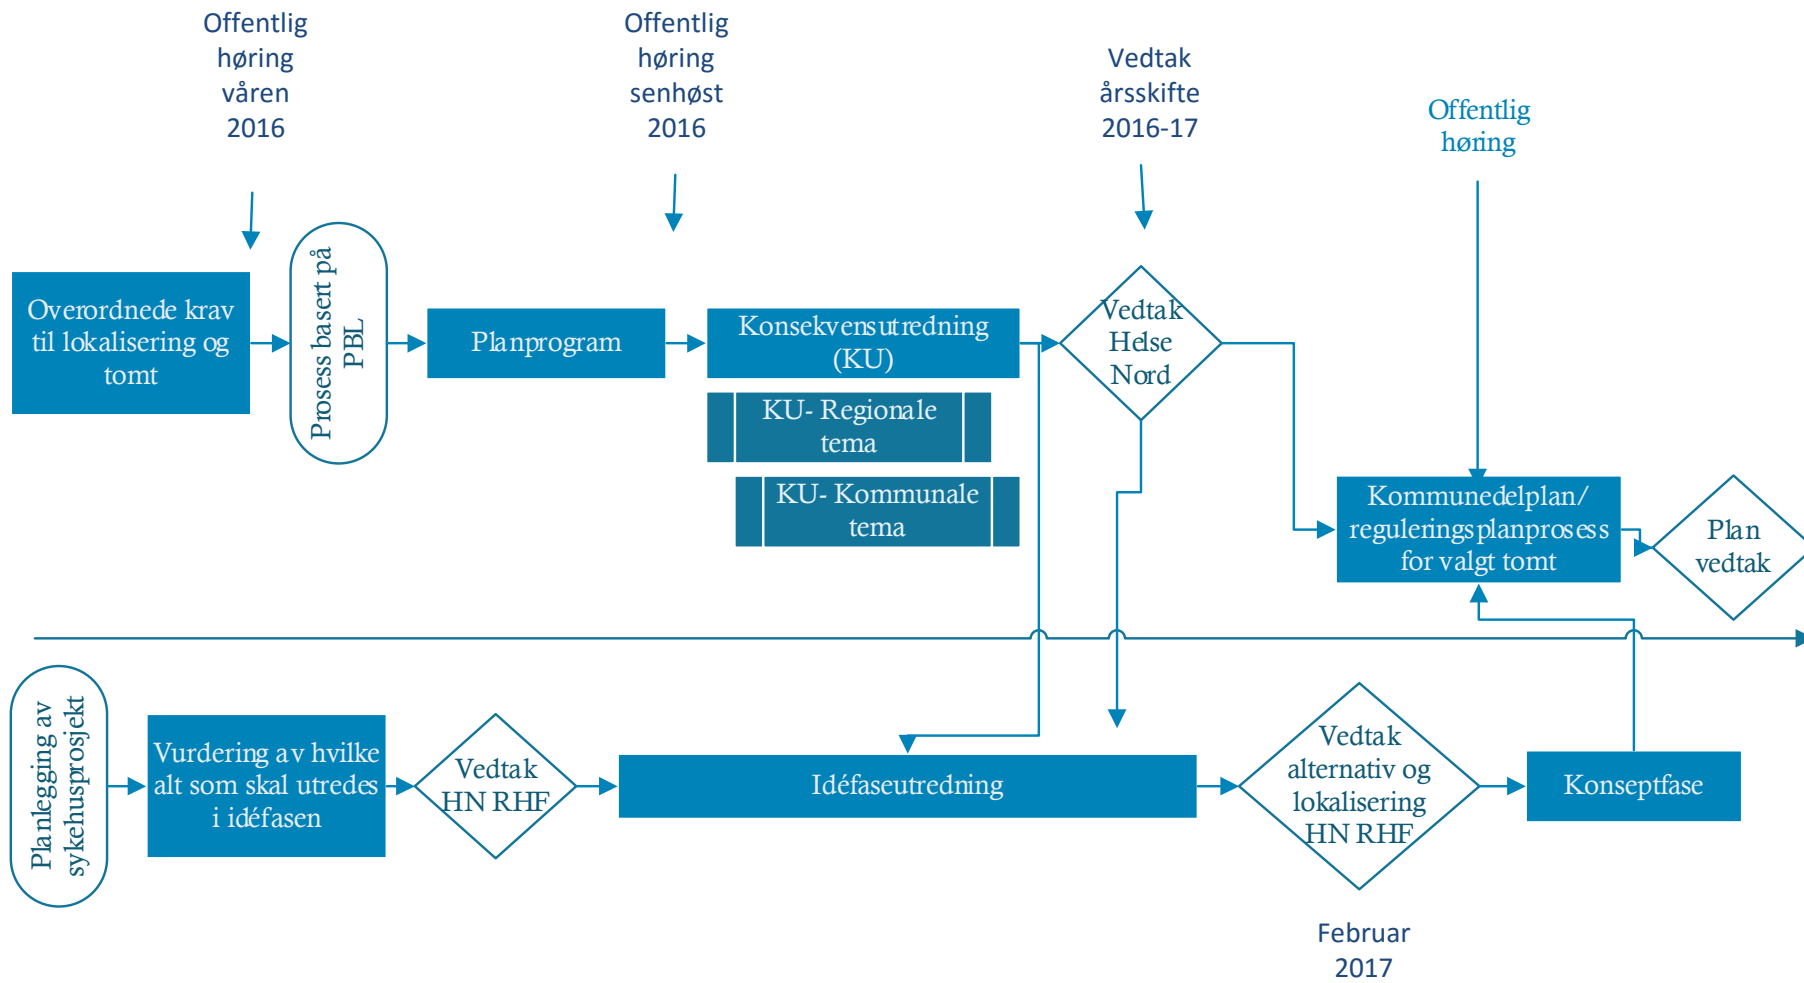 Offentlig
høring
våren
2016
Offentlig
høring
senhøst
2016
Vedtak
årsskifte
2016-17
Offentlig
høring
Overordnede krav
til lokalisering og
tomt
Prosess basert på
PBL
Planprogram
Konsekvensutredning
(KU)
KU- Regionale
tema
KU- Kommunale
tema
Vedtak
Helse
Nord
Kommunedelplan/
reguleringsplanprosess
for valgt tomt
Plan
vedtak
Planlegging av
sykehusprosjekt
Vurdering av hvilke
alt som skal utredes
i idéfasen
Vedtak
HN RHF
Idéfaseutredning
Vedtak
alternativ og
lokalisering
HN RHF
Konseptfase
Februar
2017